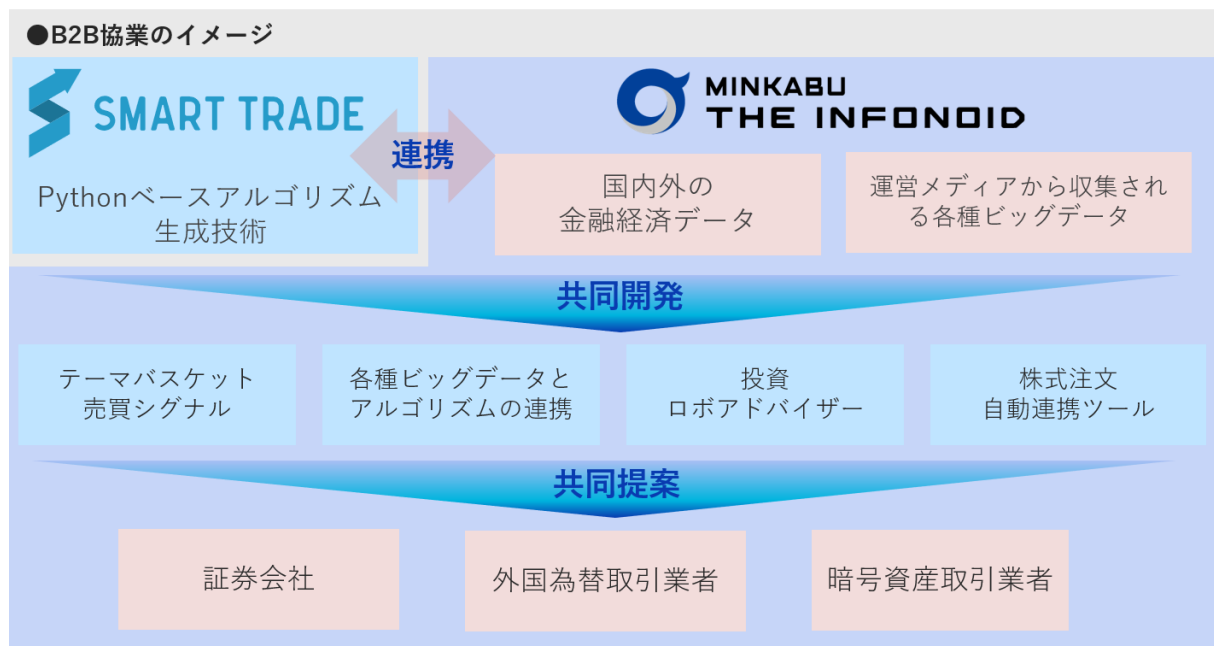 ●B2B協業のイメージ
SMART TRADE
Pythonベースアルゴリズム
生成技術
連携
MINKABU
THE INFONOID
国内外の
金融経済データ
運営メディアから収集され
る各種ビッグデータ
共同開発
テーマバスケット
売買シグナル
各種ビッグデータと
アルゴリズムの連携
投資
ロボアドバイザー
株式注文
自動連携ツール
共同提案
証券会社
外国為替取引業者
暗号資産取引業者